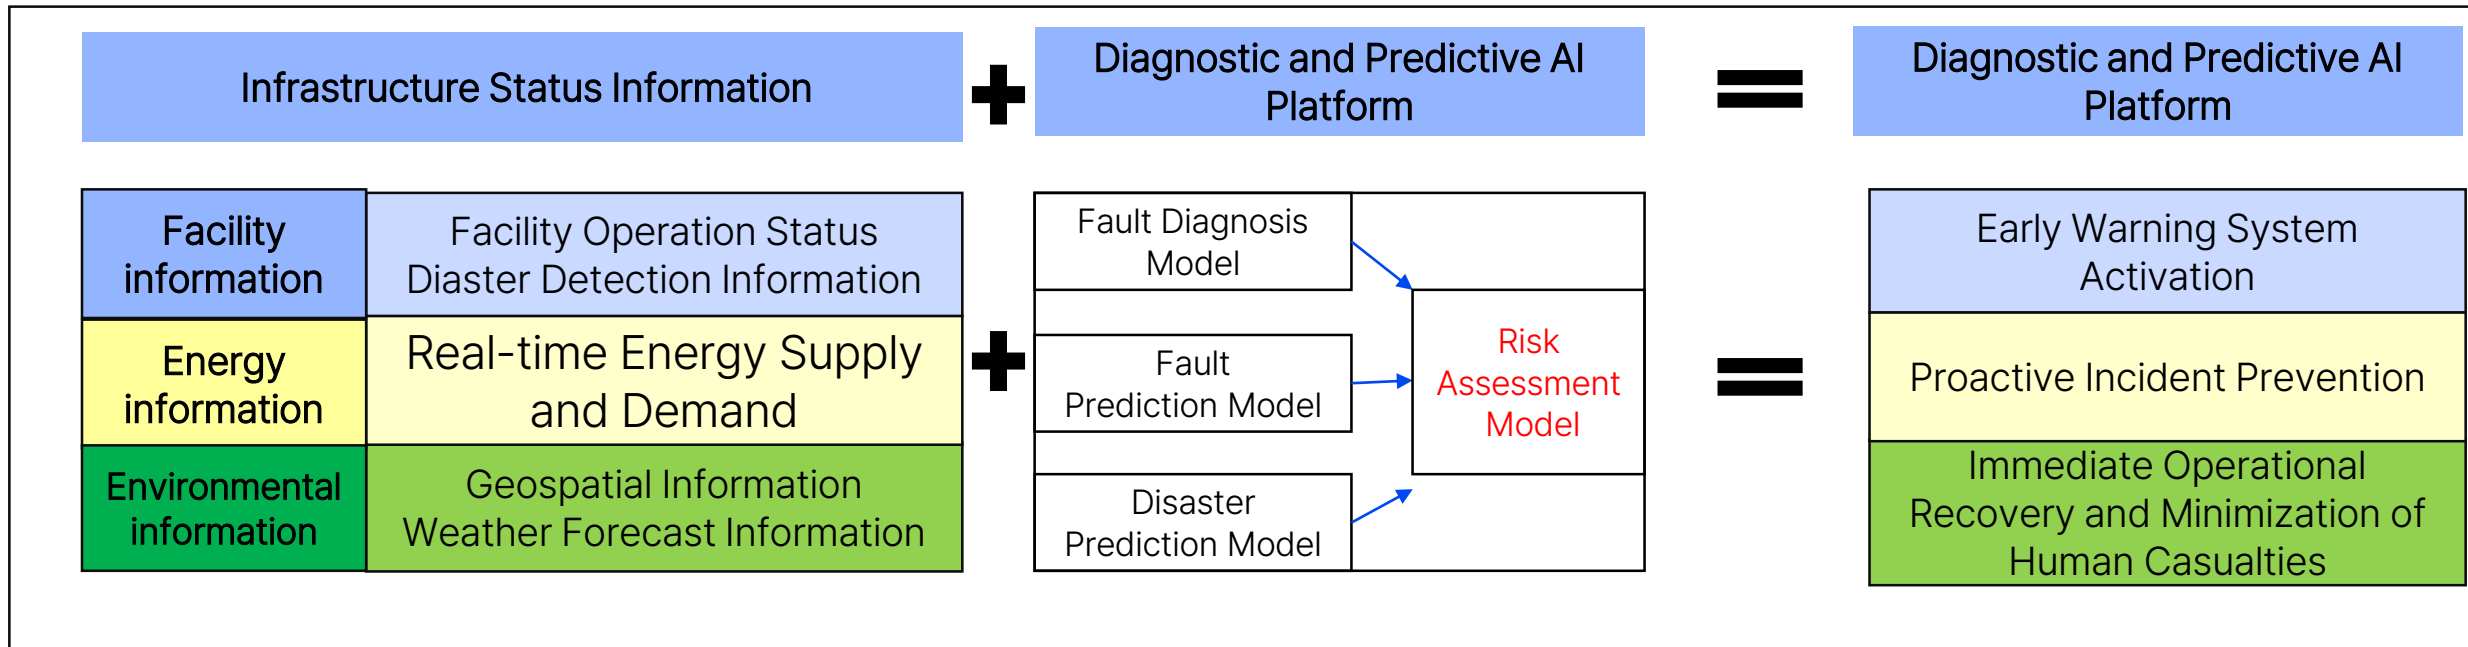 Infrastructure Status Information
Diagnostic and Predictive AI
Platform
Diagnostic and Predictive AI
Platform
Facility
information
Facility Operation Status
Diaster Detection Information
Energy
information
Real-time Energy Supply
and Demand
Environmental
information
Geospatial Information
Weather Forecast Information
Fault Diagnosis
Model
Fault
Prediction Model
Disaster
Prediction Model
Risk
Assessment
Model
Early Warning System
Activation
Proactive Incident Prevention
Immediate Operational
Recovery and Minimization of
Human Casualties